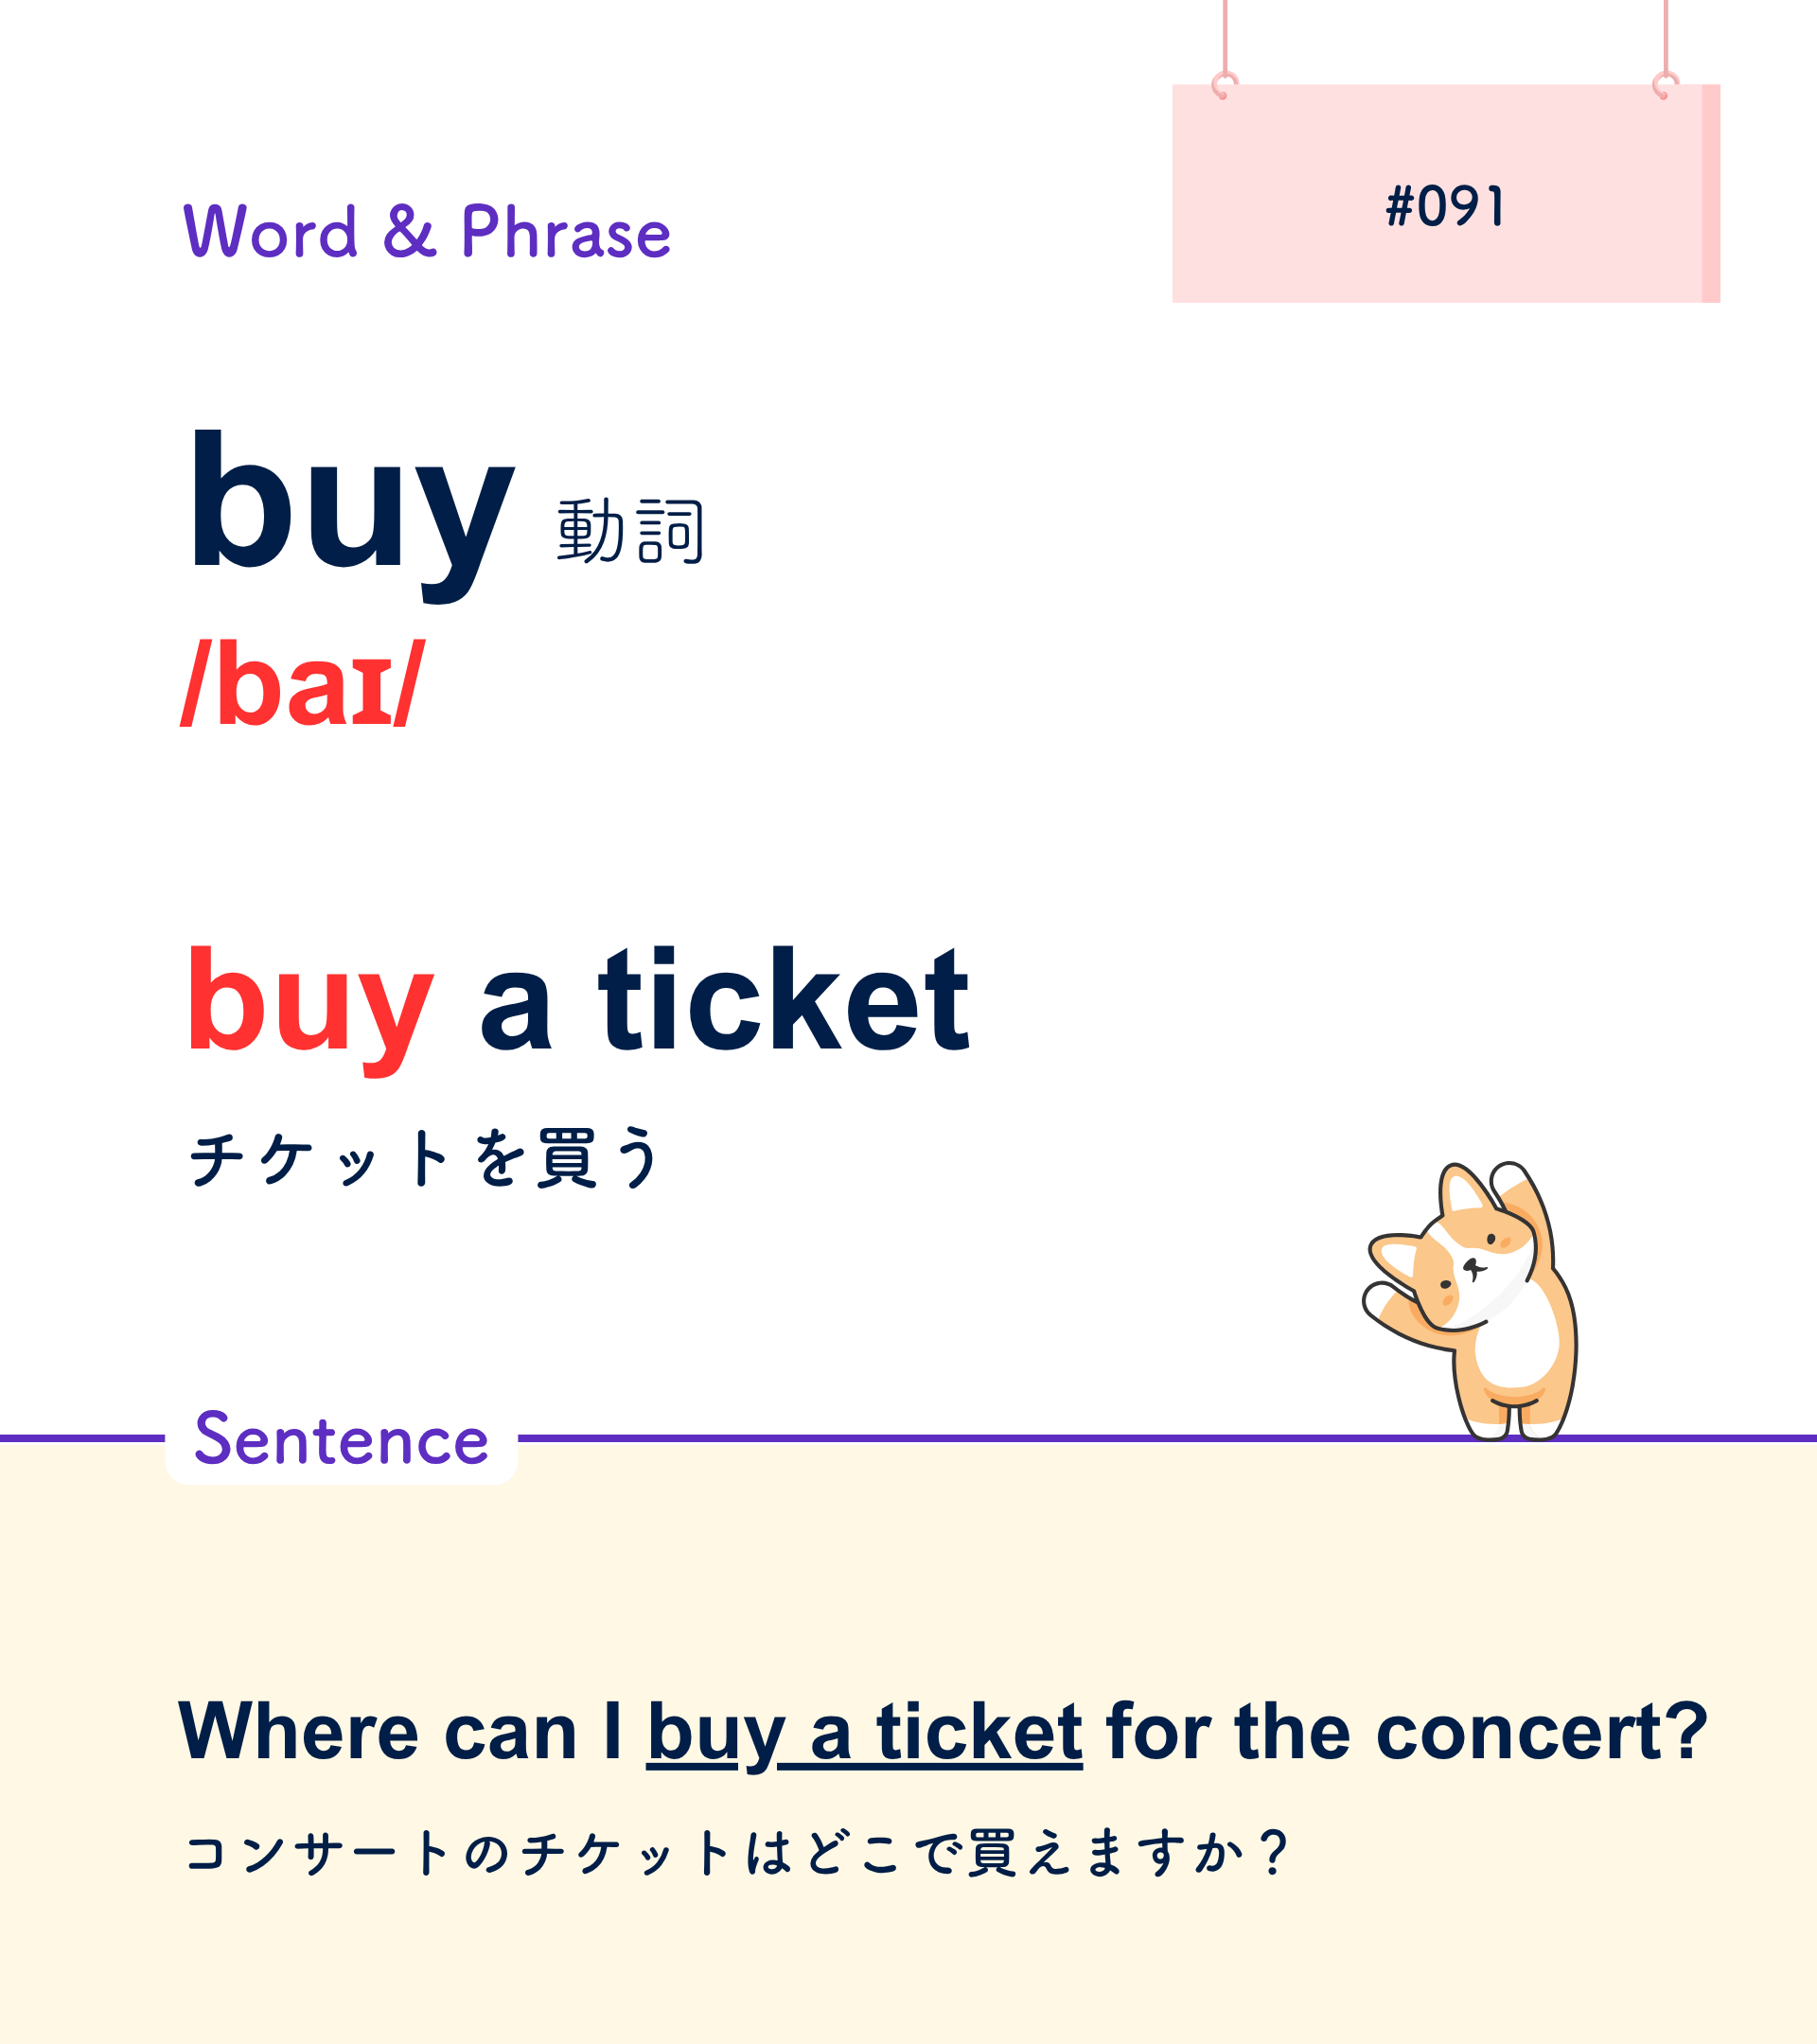 #091
Word & Phrase
buy 動詞
/baɪ/
buy a ticket
チケットを買う
Sentence
Where can I buy a ticket for the concert?
コンサートのチケットはどこで買えますか？